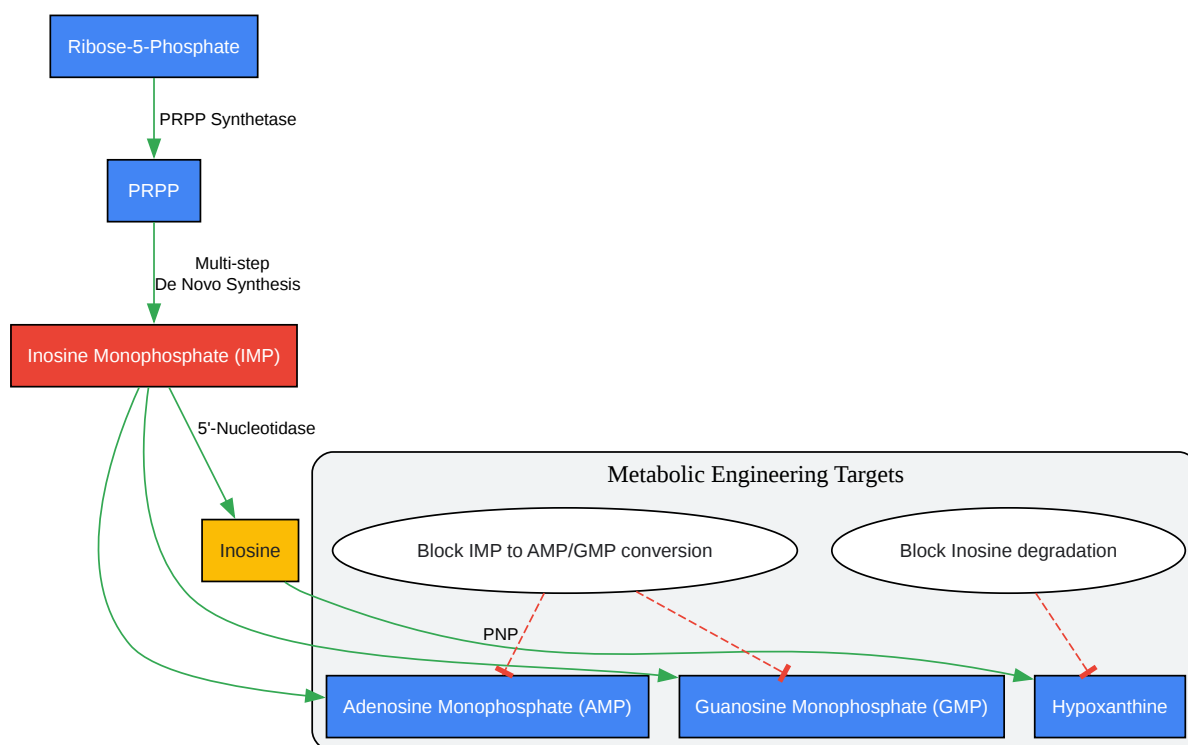 Ribose-5-Phosphate
PRPP Synthetase
PRPP
Multi-step
De Novo Synthesis
Inosine Monophosphate (IMP)
5'-Nucleotidase
Metabolic Engineering Targets
Inosine
Block IMP to AMP/GMP conversion
Block Inosine degradation
PNP
Adenosine Monophosphate (AMP)
Guanosine Monophosphate (GMP)
Hypoxanthine